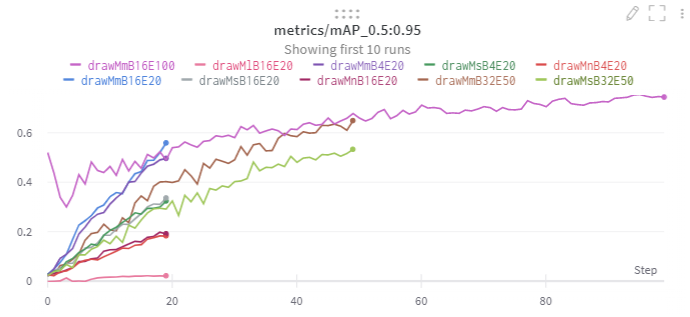 metrics/mAP_0.5:0.95
Showing first 10 runs
drawMmB16E100 drawMlB16E20 drawMmB4E20 drawMsB4E20 drawMnB4E20
drawMmB16E20 drawMsB16E20 drawMnB16E20 drawMmB32E50 drawMsB32E50
0.6
0.4
0.2
0
Step
0 20 40 60 80